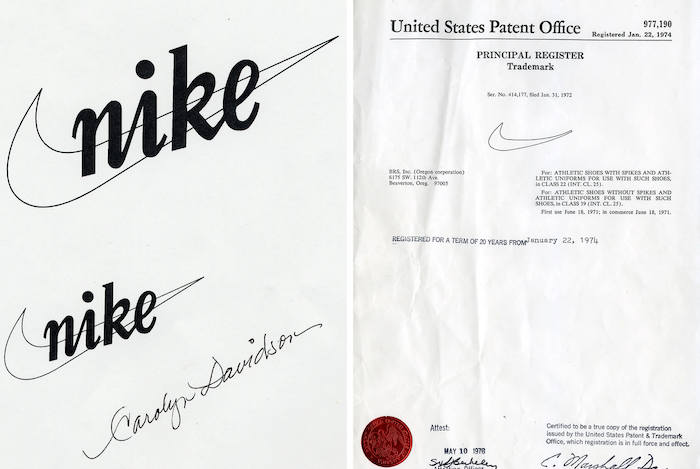 nike
nike
Carolyn Davidson
United States Patent Office
977,190
Registered Jan. 22, 1974
PRINCIPAL REGISTER
Trademark
Ser. No. 414,177, filed Jan. 31, 1972
BRS, Inc. (Oregon corporation)
6175 SW. 112th Ave.
Beaverton, Oreg. 97005
For: ATHLETIC SHOES WITH SPIKES AND ATH-
LETIC UNIFORMS FOR USE WITH SUCH SHOES,
in CLASS 22 (INT. CL. 25).
For: ATHLETIC SHOES WITHOUT SPIKES AND
ATHLETIC UNIFORMS FOR USE WITH SUCH
SHOES, in CLASS 39 (INT. CL. 25).
First use June 18, 1971; in commerce June 18, 1971.
REGISTERED FOR A TERM OF 20 YEARS FROM January 22, 1974
Attest:
MAY 10 1978
Certified to be a true copy of the registration
issued by the United States Patent & Trademark
Office, which registration is in full force and effect.
C. Marshall